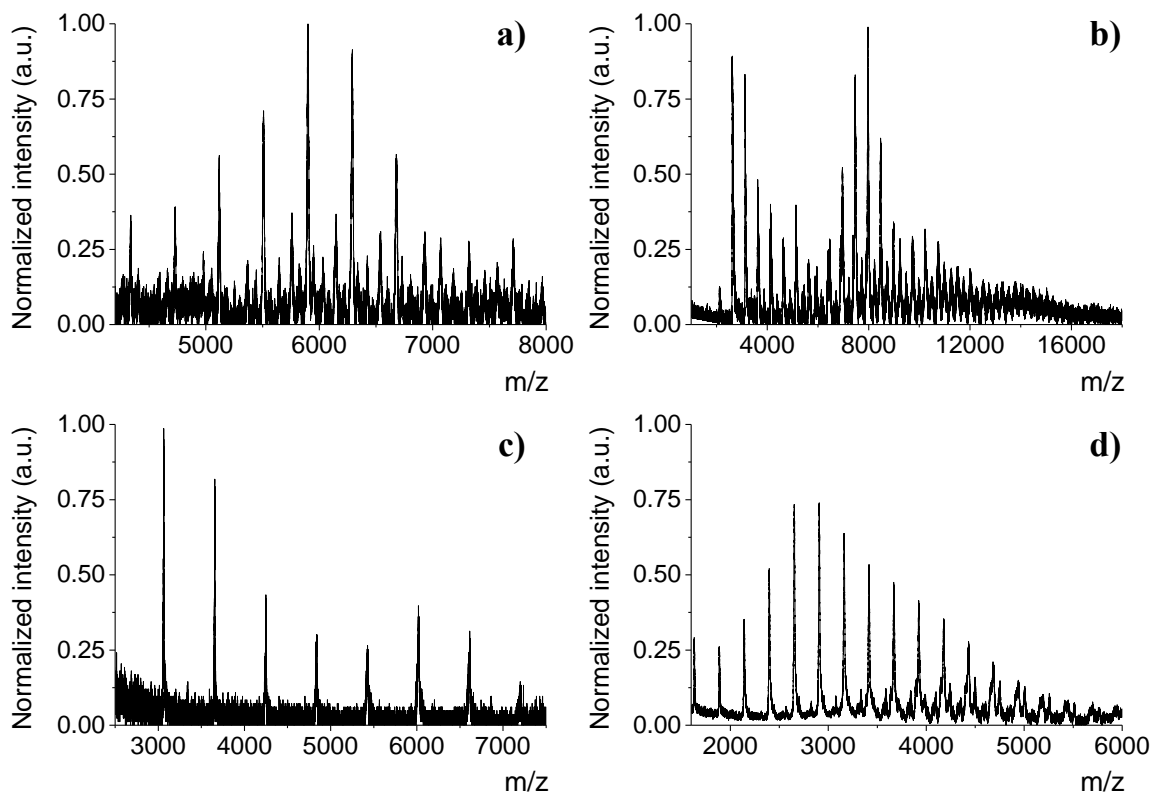 a)
Normalized intensity (a.u.)
1.00
0.75
0.50
0.25
0.00
5000 6000 7000 8000
m/z
b)
Normalized intensity (a.u.)
1.00
0.75
0.50
0.25
0.00
4000 8000 12000 16000
m/z
c)
Normalized intensity (a.u.)
1.00
0.75
0.50
0.25
0.00
3000 4000 5000 6000 7000
m/z
d)
Normalized intensity (a.u.)
1.00
0.75
0.50
0.25
0.00
2000 3000 4000 5000 6000
m/z